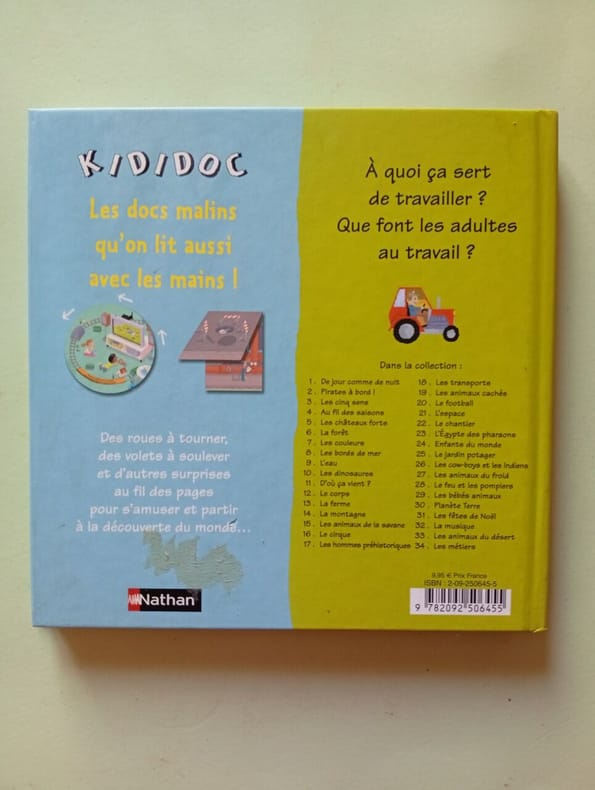 KIDIDOC
Les docs malins
qu'on lit aussi
avec les mains !
Des roues à tourner,
des volets à soulever
et d'autres surprises
au fil des pages
pour s'amuser et partir
à la découverte du monde...
Nathan
À quoi ça sert
de travailler ?
Que font les adultes
au travail ?
Dans la collection :
1 . De jour comme de nuit
2 . Pirates à bord !
3 . Les cinq sens
4 . Au fil des saisons
5 . Les châteaux forts
6 . La forêt
7 . Les couleurs
8 . Les bords de mer
9 . L'eau
10 . Les dinosaures
11 . D'où ça vient ?
12 . Le corps
13 . La ferme
14 . La montagne
15 . Les animaux de la savane
16 . Le cirque
17 . Les hommes préhistoriques
18 . Les transports
19 . Les animaux cachés
20 . Le football
21 . L'espace
22 . Le chantier
23 . L'Égypte des pharaons
24 . Enfants du monde
25 . Le jardin potager
26 . Les cow-boys et les Indiens
27 . Les animaux du froid
28 . Le feu et les pompiers
29 . Les bébés animaux
30 . Planète Terre
31 . Les fêtes de Noël
32 . La musique
33 . Les animaux du désert
34 . Les métiers
9,95 € Prix France
ISBN : 2-09-250645-5
9 782092 506455